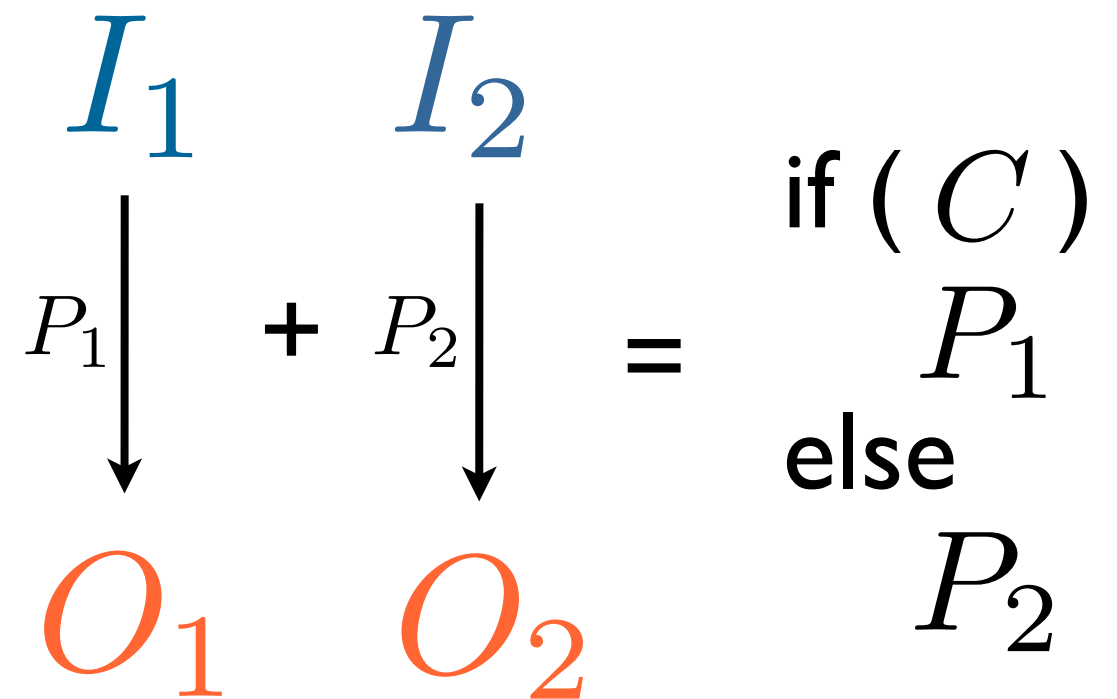 I₁ I₂
if ( C )
P₁ + P₂ =
P₁
else
O₁ O₂
P₂